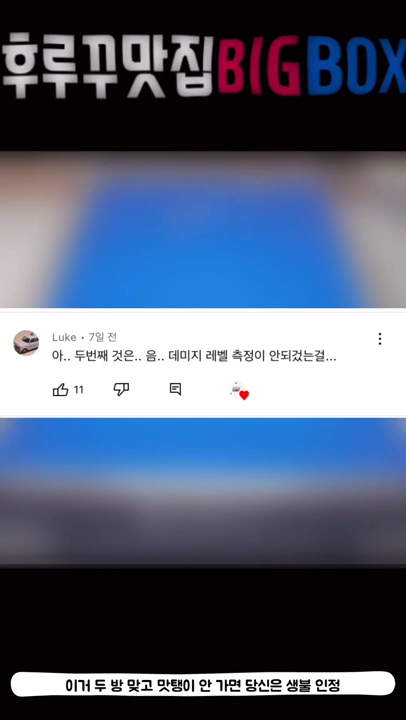 후루꾸맛집BIGBOX
Luke • 7일 전
아.. 두번째 것은.. 음.. 데미지 레벨 측정이 안되겄는걸...
11
이거 두 방 맞고 맛탱이 안 가면 당신은 생불 인정